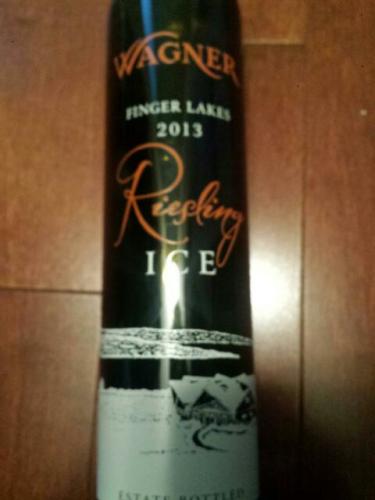 WAGNER
FINGER LAKES
2013
Riesling
ICE
ESTATE BOTTLED